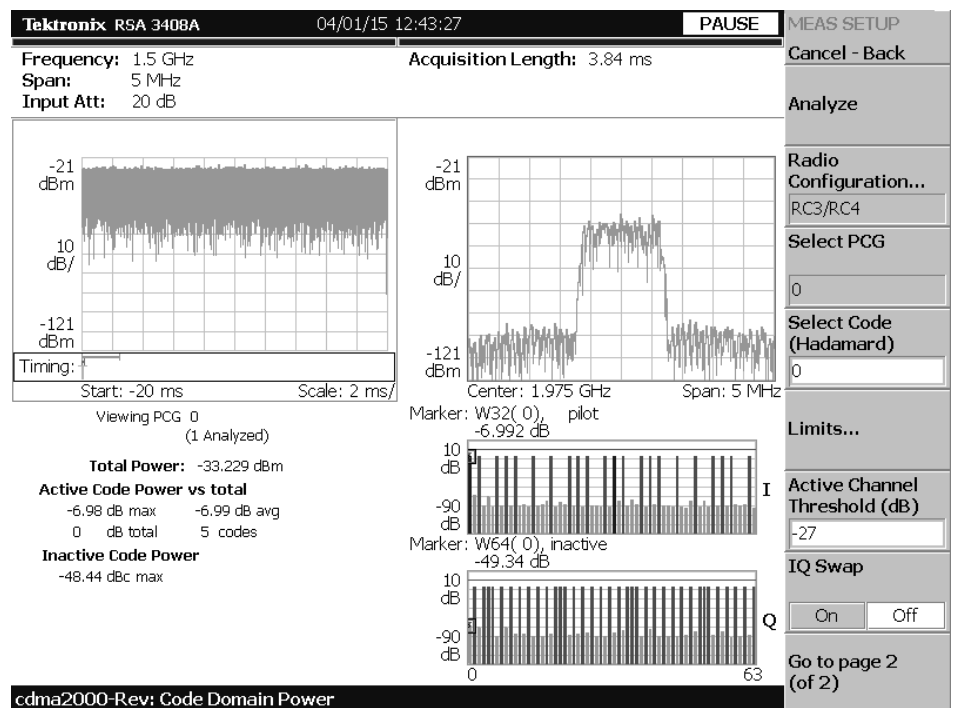 Tektronix RSA 3408A 04/01/15 12:43:27 PAUSE
Frequency: 1.5 GHz
Span: 5 MHz
Input Att: 20 dB
Acquisition Length: 3.84 ms
-21
dBm
10
dB/
-121
dBm
Timing:
Start: -20 ms Scale: 2 ms/
-21
dBm
10
dB/
-121
dBm
Center: 1.975 GHz Span: 5 MHz
Viewing PCG 0
(1 Analyzed)
Total Power: -33.229 dBm
Active Code Power vs total
-6.98 dB max -6.99 dB avg
0 dB total 5 codes
Inactive Code Power
-48.44 dBc max
Marker: W32( 0), pilot
-6.992 dB
10
dB
-90
dB
I
Marker: W64( 0), inactive
-49.34 dB
10
dB
-90
dB
Q
0 63
cdma2000-Rev: Code Domain Power
MEAS SETUP
Cancel - Back
Analyze
Radio
Configuration...
RC3/RC4
Select PCG
0
Select Code
(Hadamard)
0
Limits...
Active Channel
Threshold (dB)
-27
IQ Swap
On Off
Go to page 2
(of 2)